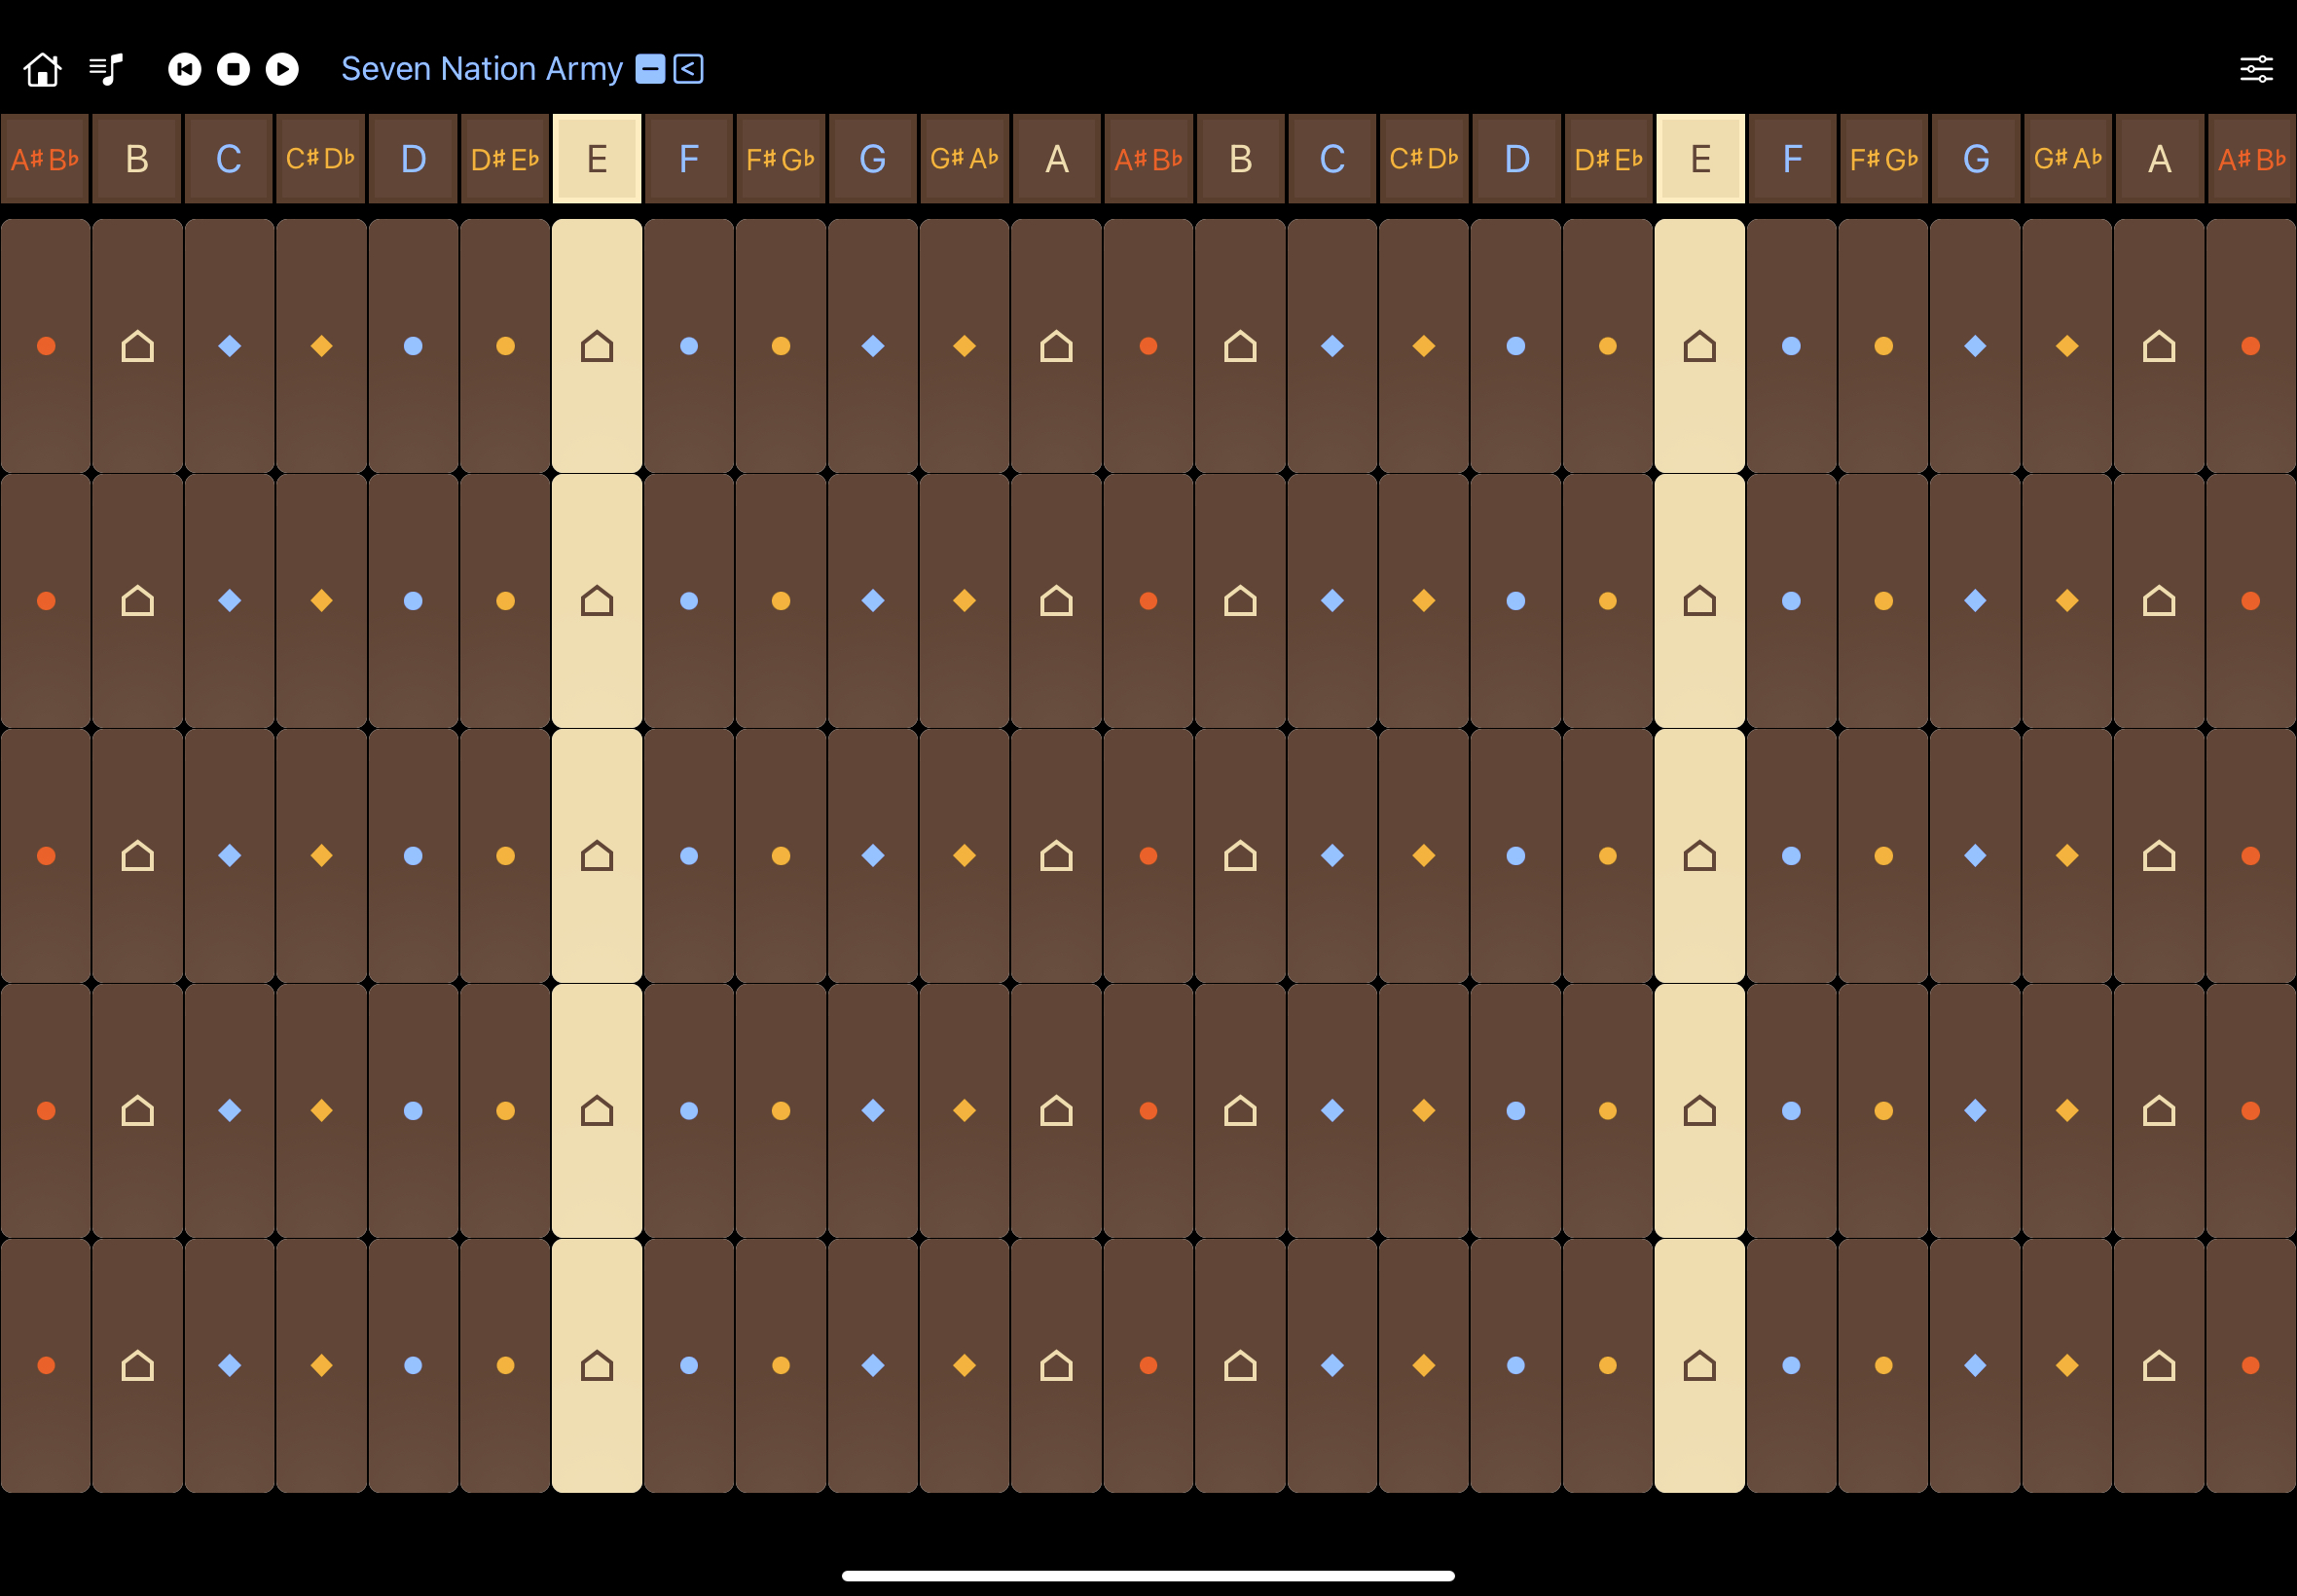 Seven Nation Army
A♯B♭ B C C♯D♭ D D♯E♭ E F F♯G♭ G G♯A♭ A A♯B♭ B C C♯D♭ D D♯E♭ E F F♯G♭ G G♯A♭ A A♯B♭